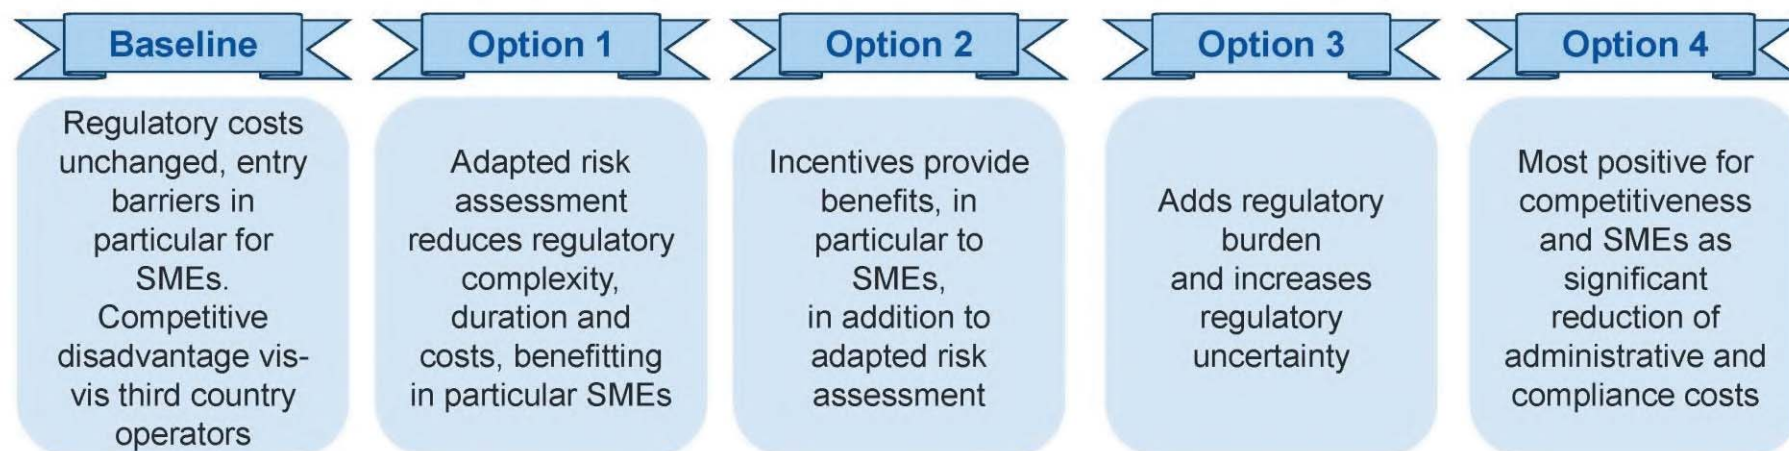 Baseline
Regulatory costs
unchanged, entry
barriers in
particular for
SMEs.
Competitive
disadvantage vis-
vis third country
operators
Option 1
Adapted risk
assessment
reduces regulatory
complexity,
duration and
costs, benefitting
in particular SMEs
Option 2
Incentives provide
benefits, in
particular to
SMEs,
in addition to
adapted risk
assessment
Option 3
Adds regulatory
burden
and increases
regulatory
uncertainty
Option 4
Most positive for
competitiveness
and SMEs as
significant
reduction of
administrative and
compliance costs